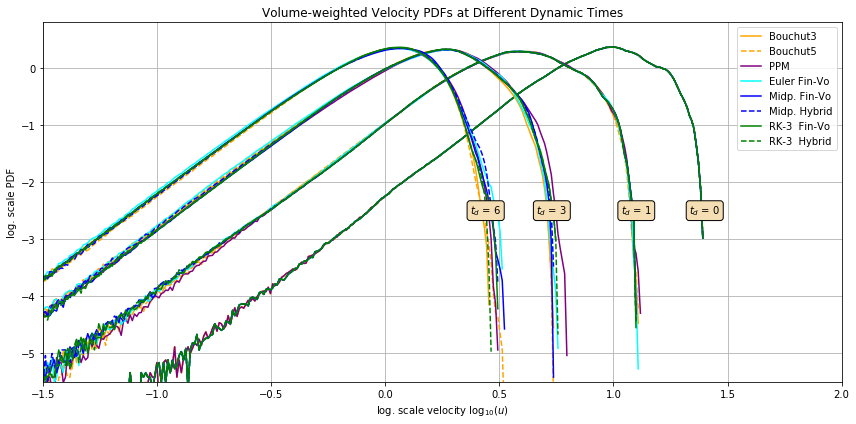 Volume-weighted Velocity PDFs at Different Dynamic Times
log. scale PDF
0
−1
−2
−3
−4
−5
Bouchut3
Bouchut5
PPM
Euler Fin-Vo
Midp. Fin-Vo
Midp. Hybrid
RK-3 Fin-Vo
RK-3 Hybrid
t_d = 6
t_d = 3
t_d = 1
t_d = 0
−1.5
−1.0
−0.5
0.0
0.5
1.0
1.5
2.0
log. scale velocity log₁₀(u)